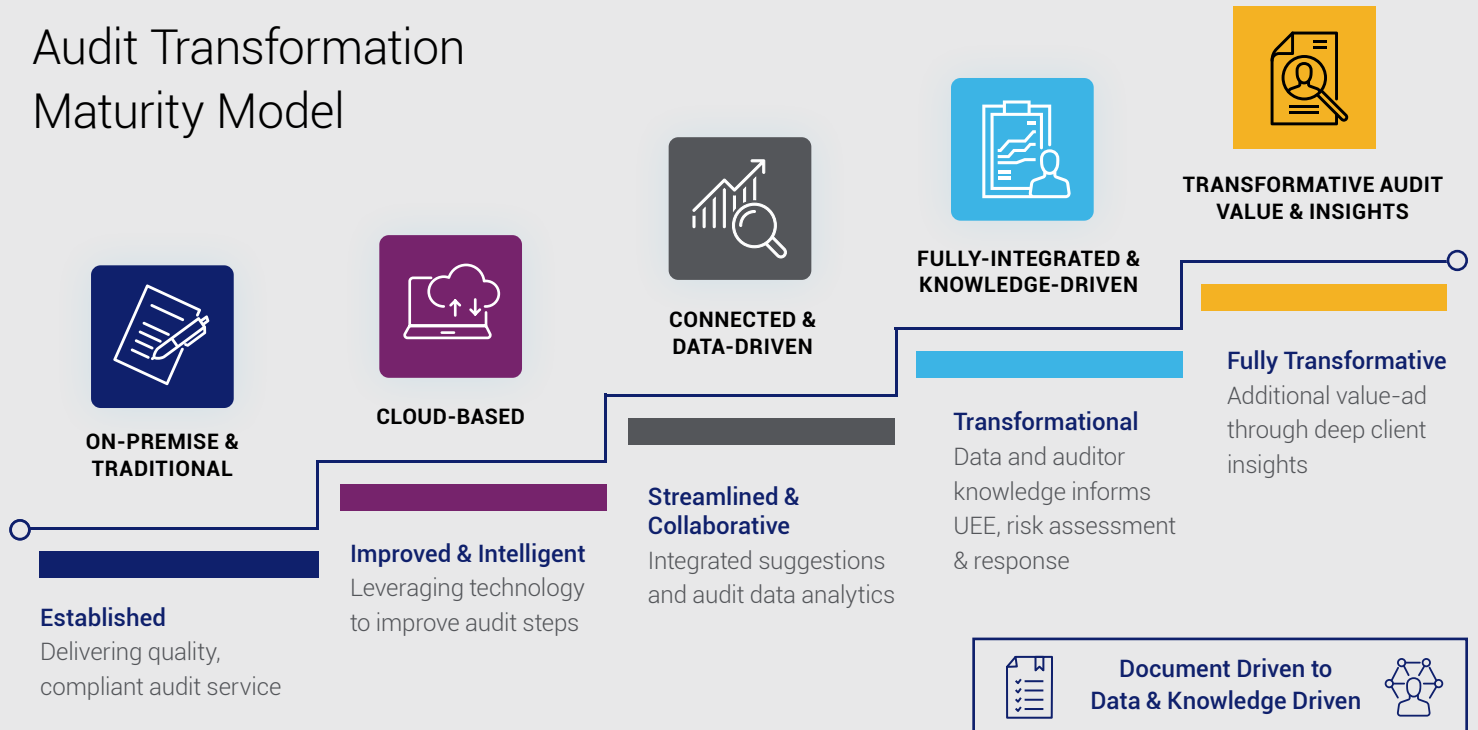 Audit Transformation
Maturity Model
ON-PREMISE &
TRADITIONAL
Established
Delivering quality,
compliant audit service
CLOUD-BASED
Improved & Intelligent
Leveraging technology
to improve audit steps
CONNECTED &
DATA-DRIVEN
Streamlined &
Collaborative
Integrated suggestions
and audit data analytics
FULLY-INTEGRATED &
KNOWLEDGE-DRIVEN
Transformational
Data and auditor
knowledge informs
UEE, risk assessment
& response
TRANSFORMATIVE AUDIT
VALUE & INSIGHTS
Fully Transformative
Additional value-ad
through deep client
insights
Document Driven to
Data & Knowledge Driven